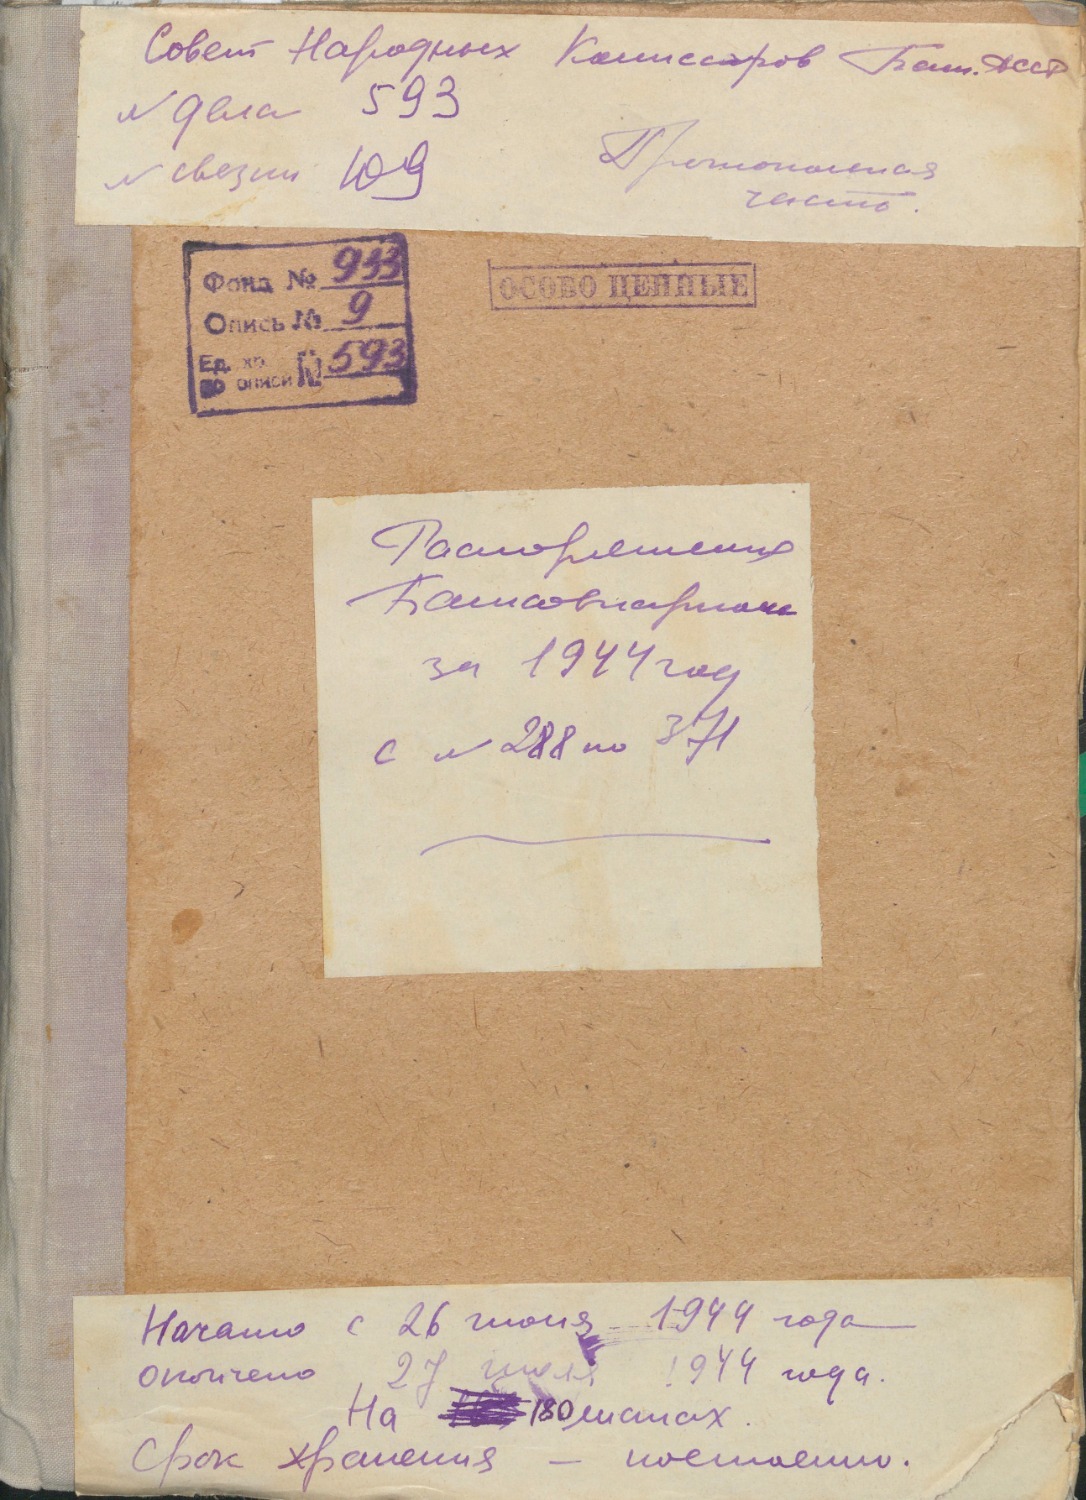 Совет Народных Комиссаров Баш. АССР
№ дела 593
№ связки 109
Протокольная
часть.
Фонд № 933
Опись № 9
Ед. хр.
по описи № 593
ОСОБО ЦЕННЫЕ
Распоряжения
Башсовнаркома
за 1944 год
с № 288 по 371
Начато с 26 июня 1944 года
окончено 27 июля 1944 года.
На 180 листах.
Срок хранения — постоянно.